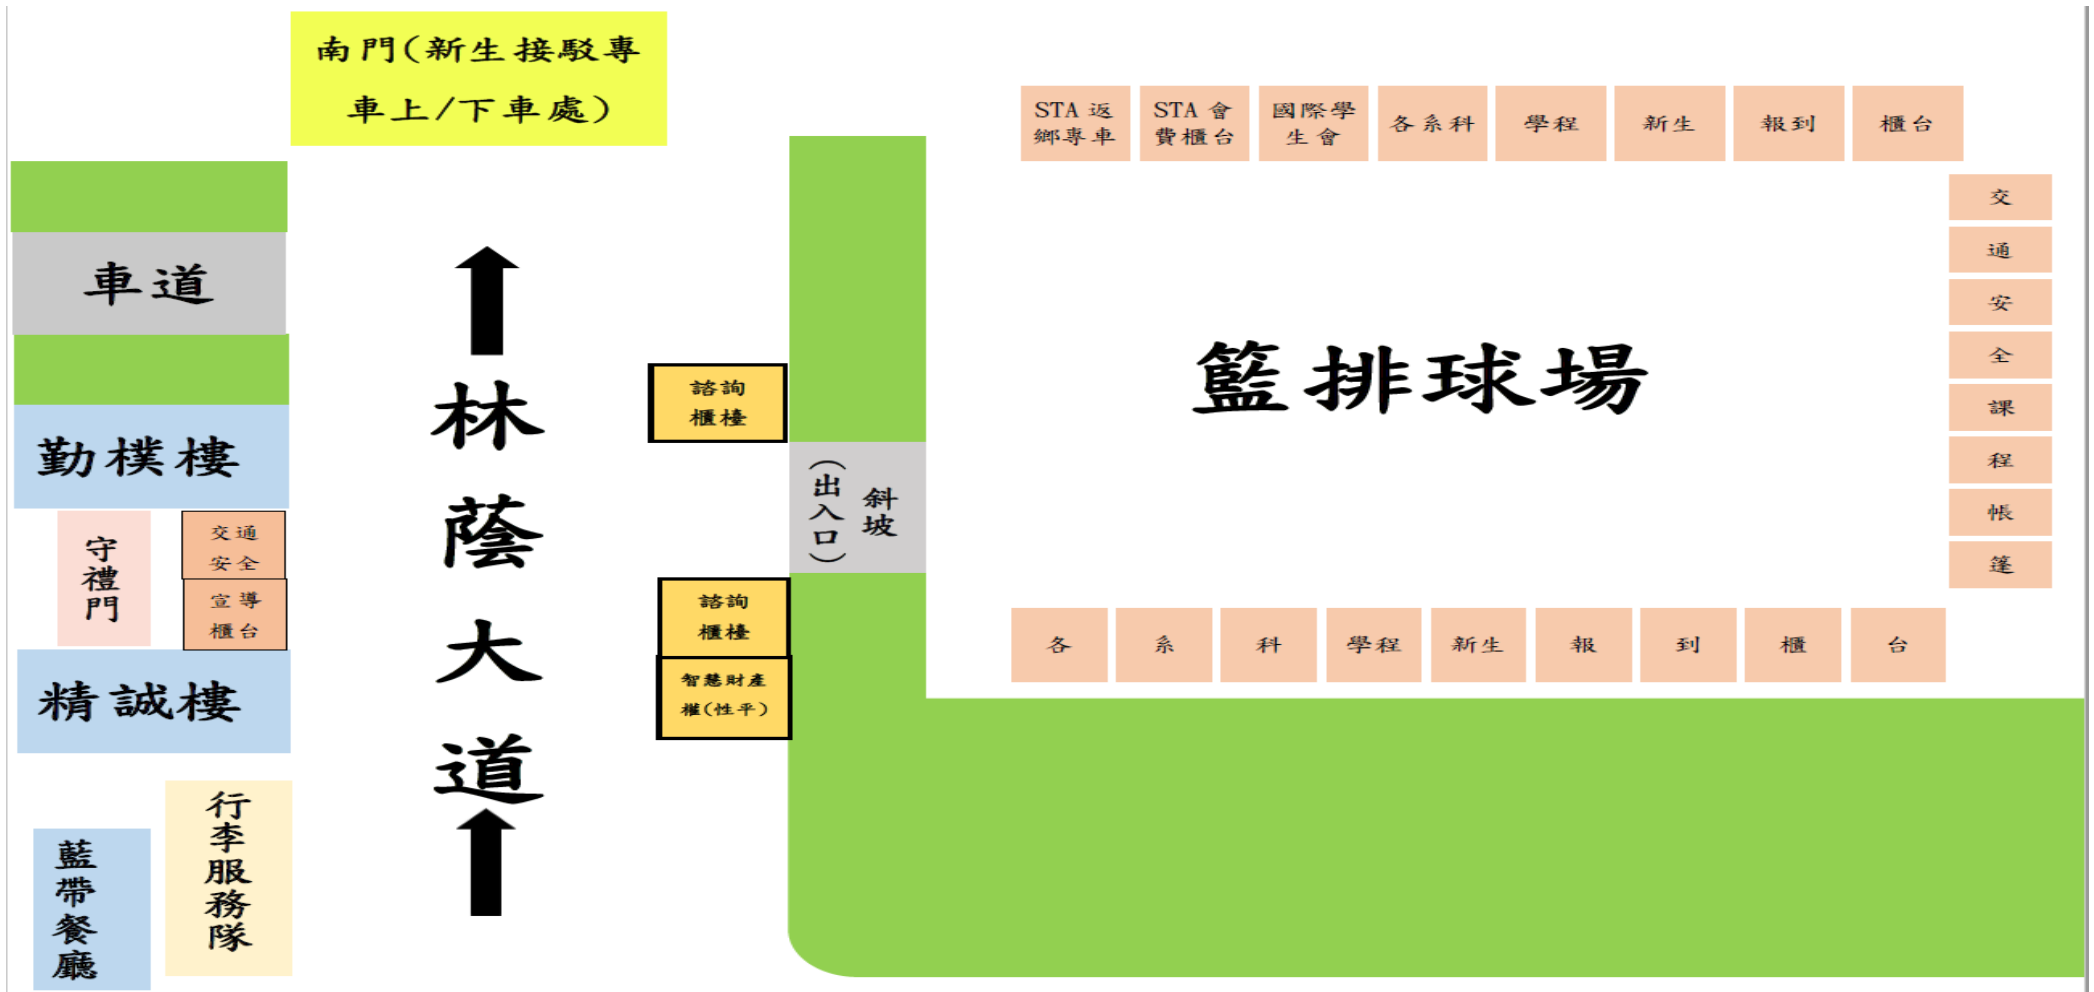 南門(新生接駁專
車上/下車處)
STA 返
鄉專車
STA 會
費櫃台
國際學
生會
各系科
學程
新生
報到
櫃台
交
通
安
全
課
程
帳
篷
車道
林蔭大道
諮詢
櫃檯
籃排球場
勤樸樓
斜坡
(出入口)
守禮門
交通
安全
宣導
櫃台
諮詢
櫃檯
智慧財產
權(性平)
各
系
科
學程
新生
報
到
櫃
台
精誠樓
行李服務隊
藍帶餐廳